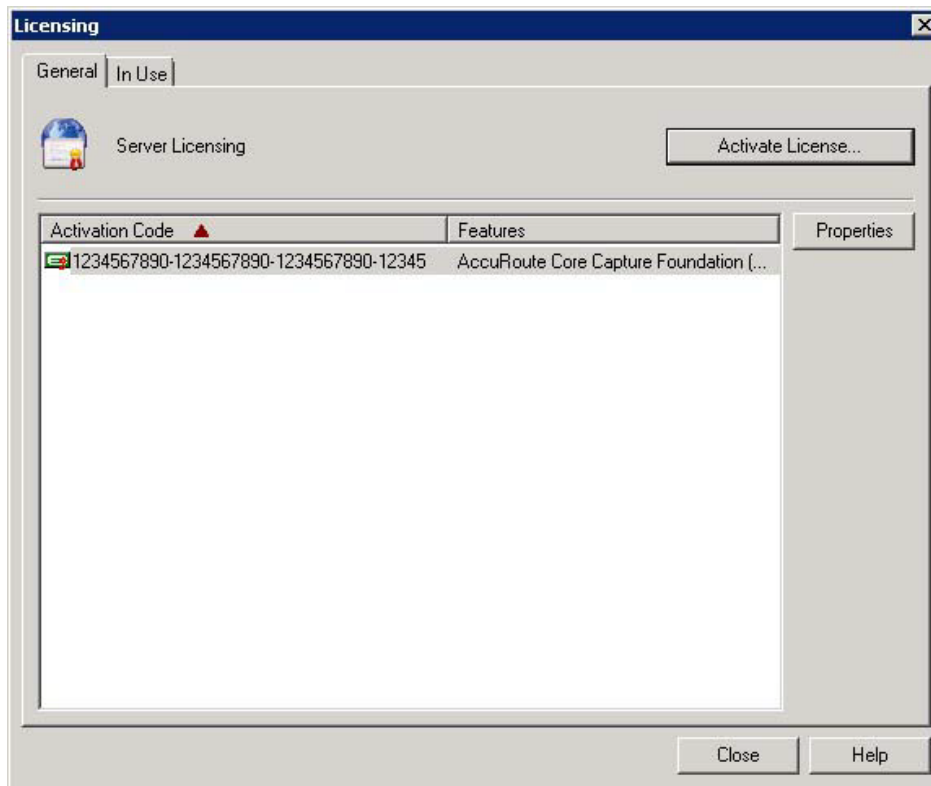 Licensing
General
In Use
Server Licensing
Activate License...
Activation Code
Features
Properties
1234567890-1234567890-1234567890-12345
AccuRoute Core Capture Foundation (...
Close
Help